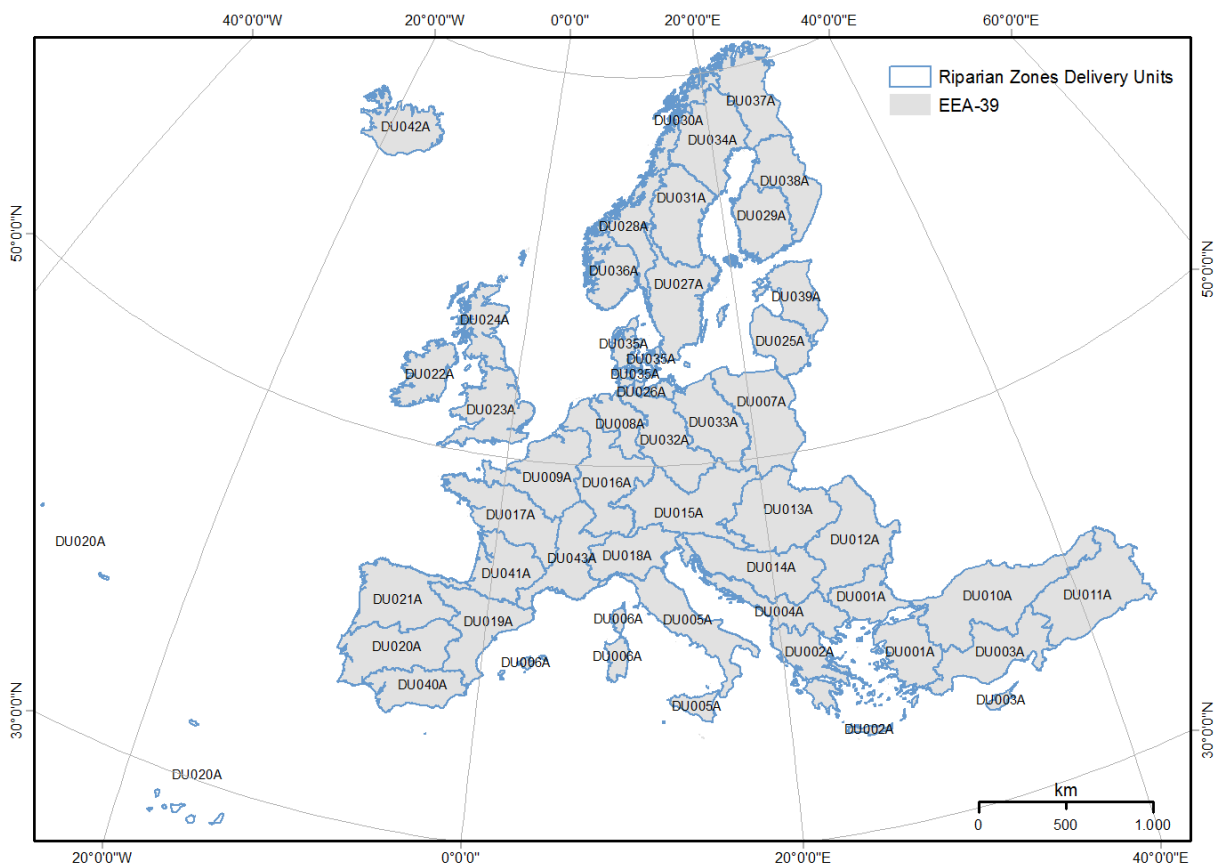 40°0'0"W
20°0'0"W
0°0'0"
20°0'0"E
40°0'0"E
60°0'0"E
Riparian Zones Delivery Units
EEA-39
DU037A
DU030A
DU042A
DU034A
DU038A
DU031A
DU029A
DU028A
50°0'0"N
50°0'0"N
DU036A
DU027A
DU039A
DU024A
DU025A
DU035A
DU035A
DU035A
DU022A
DU026A
DU007A
DU023A
DU008A
DU033A
DU032A
DU009A
DU016A
DU013A
DU017A
DU015A
DU020A
DU012A
DU018A
DU043A
DU014A
DU041A
DU021A
DU001A
DU010A
DU011A
DU004A
DU019A
DU006A
DU005A
DU020A
DU002A
DU001A
DU003A
DU006A
DU006A
DU040A
DU003A
DU005A
30°0'0"N
30°0'0"N
DU002A
DU020A
km
0
500
1.000
20°0'0"W
0°0'0"
20°0'0"E
40°0'0"E